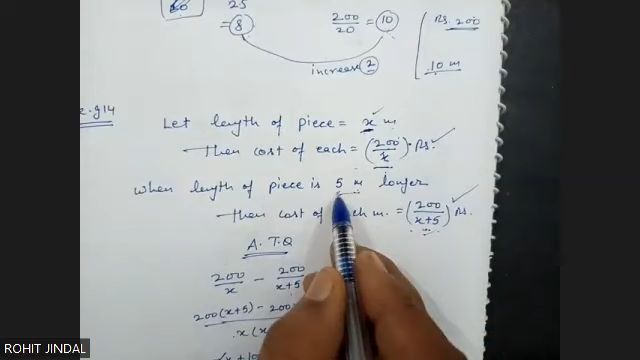 25
= 8
200/20 = 10
Rs. 200
increase 2
10 m
914
Let length of piece = x m
Then cost of each = (200/x) Rs.
when length of piece is 5 m longer
Then cost of each m. = (200/x+5) Rs.
A.T.Q
200/x - 200/x+5
200(x+5) - 200
x(x
ROHIT JINDAL